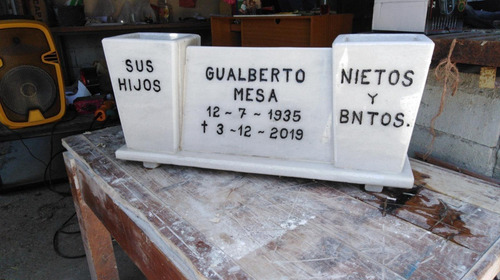 SUS
HIJOS
GUALBERTO
MESA
12 ~ 7 ~ 1935
✝ 3 ~ 12 ~ 2019
NIETOS
Y
BNTOS.